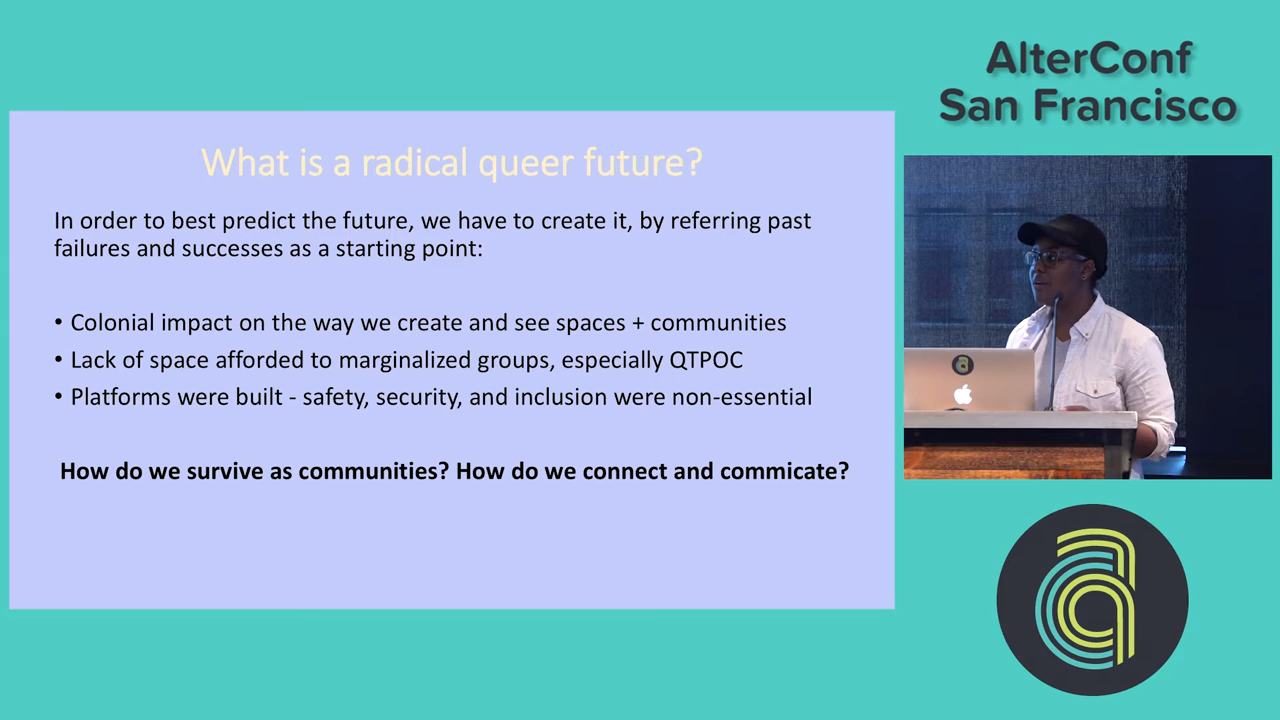 AlterConf
San Francisco
What is a radical queer future?
In order to best predict the future, we have to create it, by referring past
failures and successes as a starting point:
• Colonial impact on the way we create and see spaces + communities
• Lack of space afforded to marginalized groups, especially QTPOC
• Platforms were built - safety, security, and inclusion were non-essential
How do we survive as communities? How do we connect and commicate?